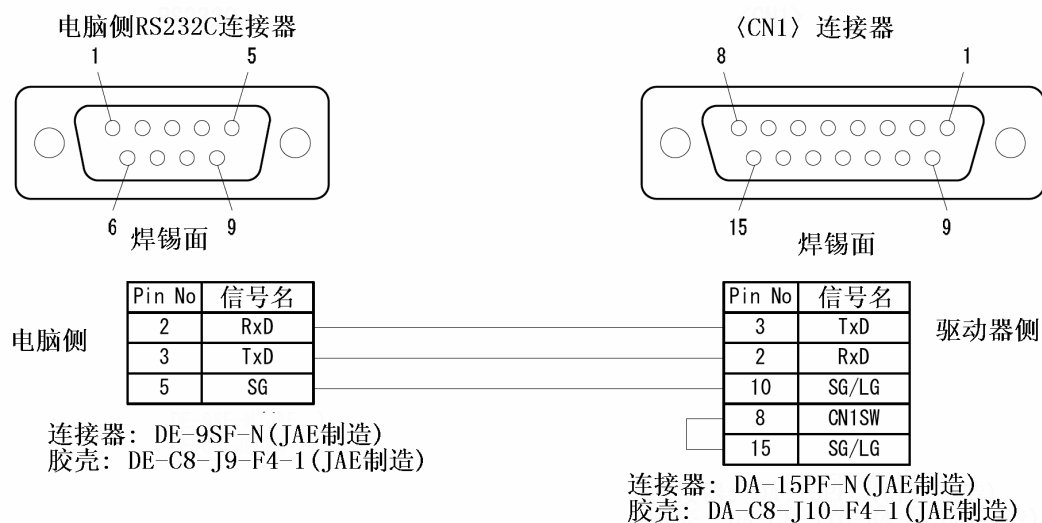 电脑侧RS232C连接器
1 5
6 9
焊锡面
〈CN1〉连接器
8 1
15 9
焊锡面
电脑侧
Pin No 信号名
2 RxD
3 TxD
5 SG
连接器: DE-9SF-N(JAE制造)
胶壳: DE-C8-J9-F4-1(JAE制造)
Pin No 信号名
3 TxD
2 RxD
10 SG/LG
8 CN1SW
15 SG/LG
驱动器侧
连接器: DA-15PF-N(JAE制造)
胶壳: DA-C8-J10-F4-1(JAE制造)